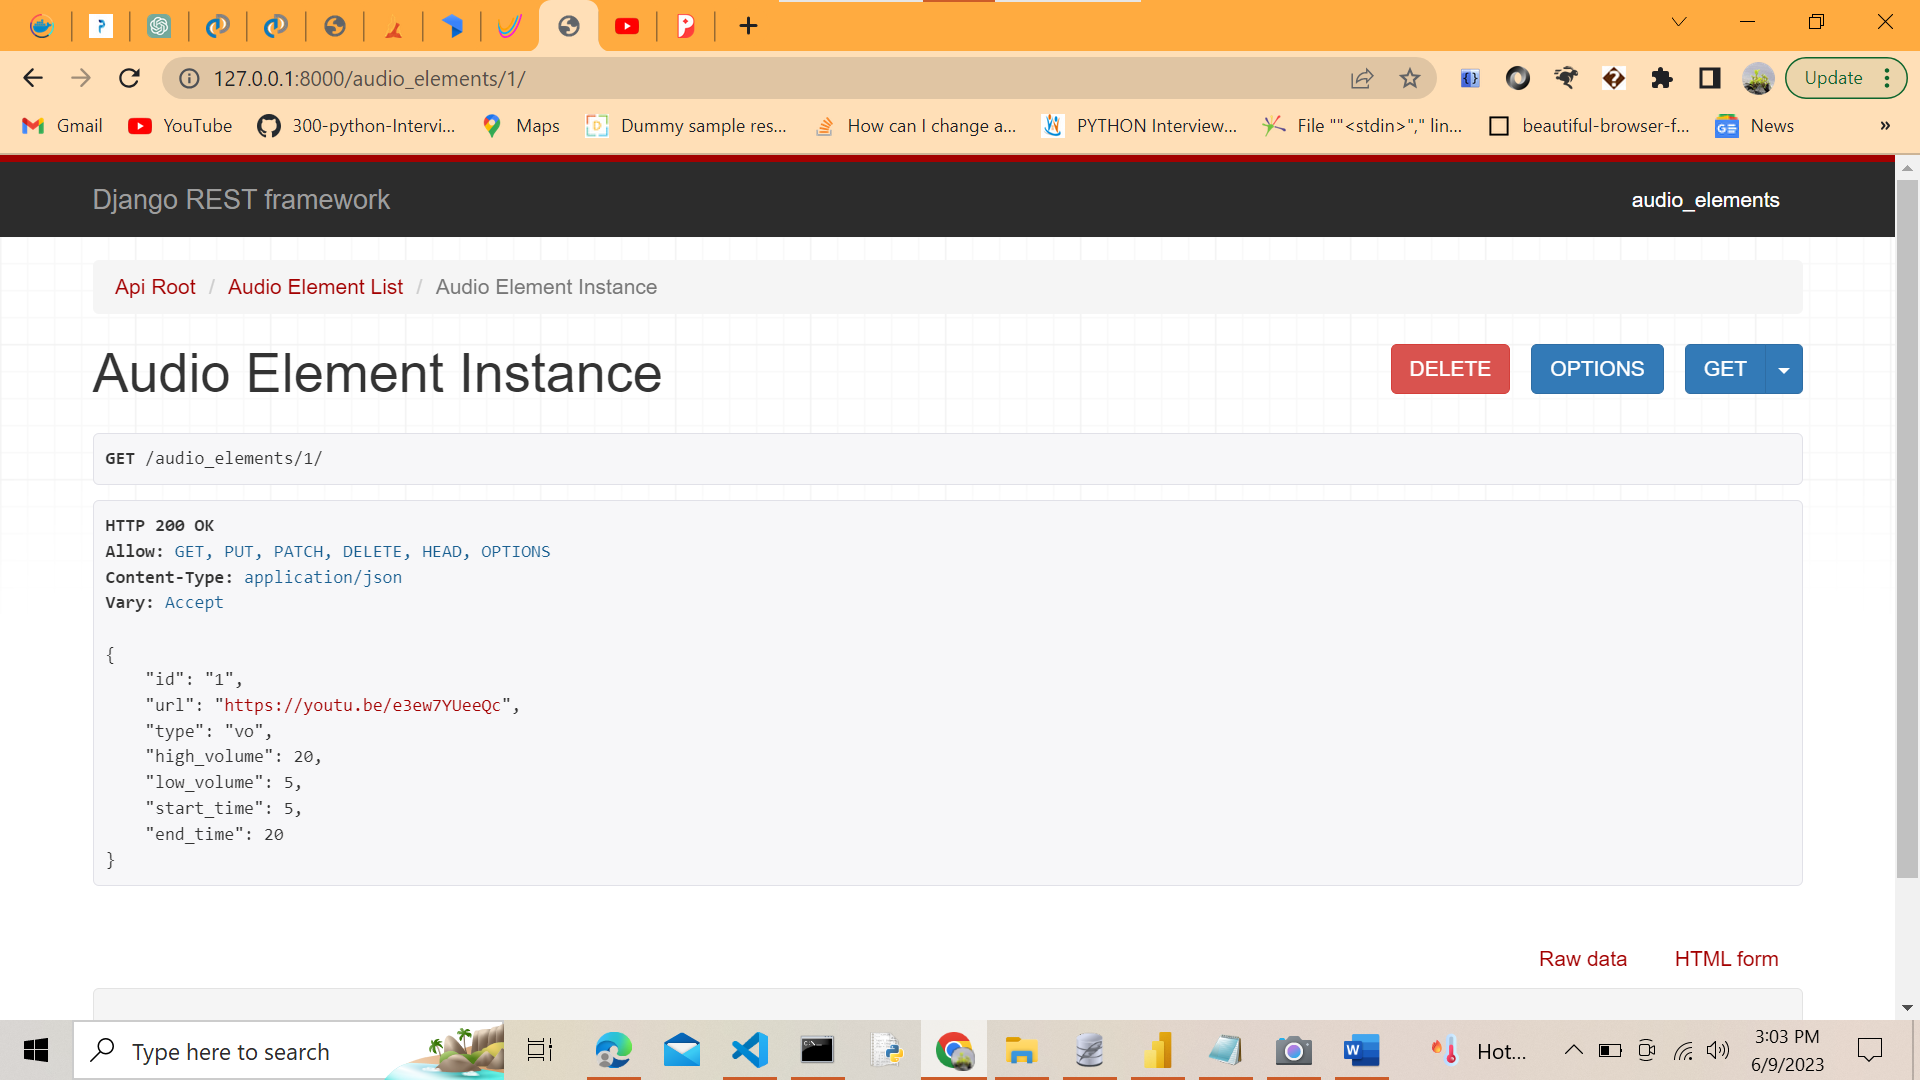 127.0.0.1:8000/audio_elements/1/
Update
Gmail
YouTube
300-python-Intervi...
Maps
Dummy sample res...
How can I change a...
PYTHON Interview...
File ""<stdin>"," lin...
beautiful-browser-f...
News
»
Django REST framework
audio_elements
Api Root / Audio Element List / Audio Element Instance
Audio Element Instance
DELETE
OPTIONS
GET
GET /audio_elements/1/
HTTP 200 OK
Allow: GET, PUT, PATCH, DELETE, HEAD, OPTIONS
Content-Type: application/json
Vary: Accept
{
    "id": "1",
    "url": "https://youtu.be/e3ew7YUeeQc",
    "type": "vo",
    "high_volume": 20,
    "low_volume": 5,
    "start_time": 5,
    "end_time": 20
}
Raw data
HTML form
Type here to search
Hot...
3:03 PM
6/9/2023